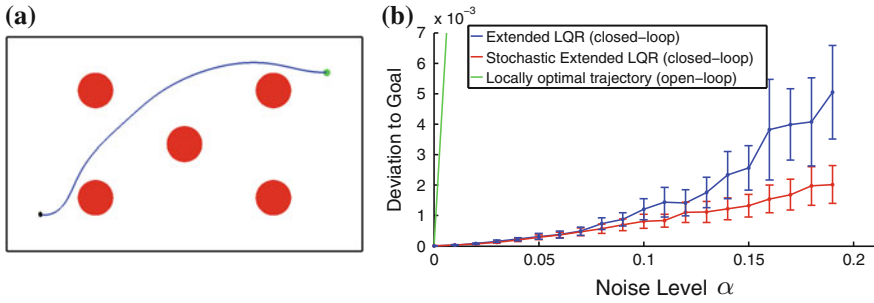 (a)
(b)
× 10⁻³
7
6
5
4
3
2
1
0
Deviation to Goal
Extended LQR (closed−loop)
Stochastic Extended LQR (closed−loop)
Locally optimal trajectory (open−loop)
0 0.05 0.1 0.15 0.2
Noise Level α